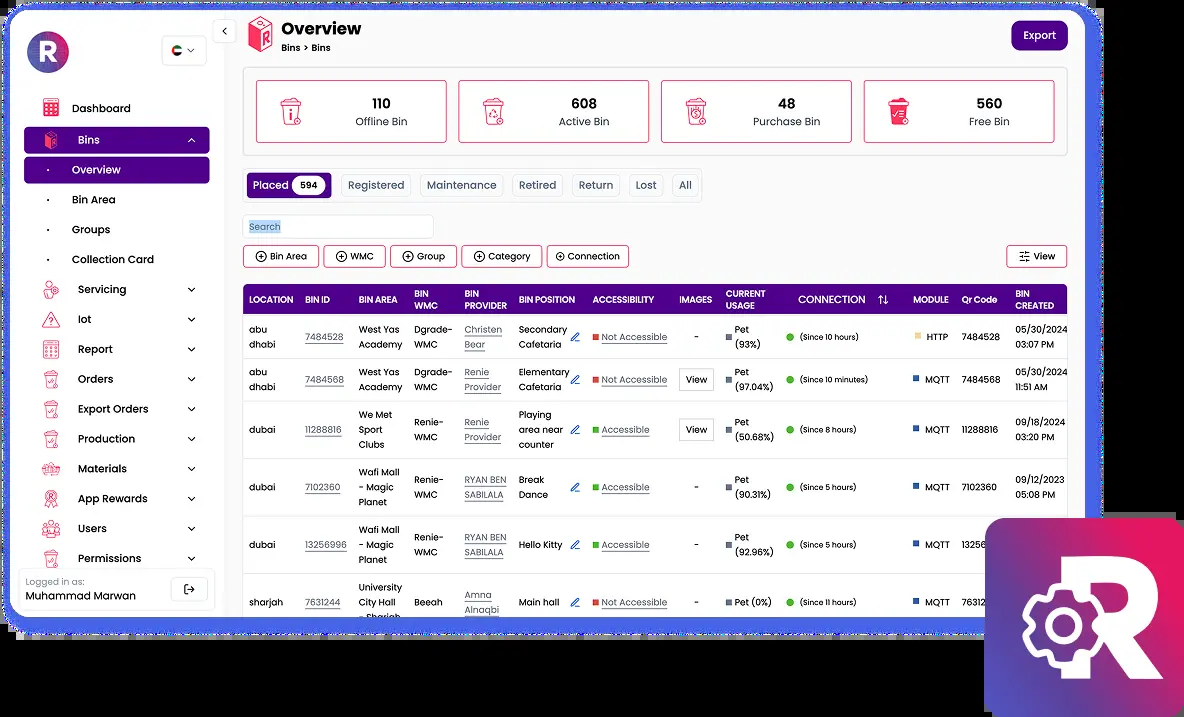 R
Dashboard
Bins
Overview
Bin Area
Groups
Collection Card
Servicing
Iot
Report
Orders
Export Orders
Production
Materials
App Rewards
Users
Permissions
Logged in as:
Muhammad Marwan
R
Overview
Bins > Bins
Export
110
Offline Bin
608
Active Bin
48
Purchase Bin
560
Free Bin
Placed 594 Registered Maintenance Retired Return Lost All
Search
Bin Area WMC Group Category Connection View
LOCATION BIN ID BIN AREA BIN WMC BIN PROVIDER BIN POSITION ACCESSIBILITY IMAGES CURRENT USAGE CONNECTION MODULE Qr Code BIN CREATED
abu dhabi 7484528 West Yas Academy Dgrade-WMC Christen Bear Secondary Cafetaria Not Accessible - Pet (93%) (Since 10 hours) HTTP 7484528 05/30/2024 03:07 PM
abu dhabi 7484568 West Yas Academy Dgrade-WMC Renie Provider Elementary Cafetaria Not Accessible View Pet (97.04%) (Since 10 minutes) MQTT 7484568 05/30/2024 11:51 AM
dubai 11288816 We Met Sport Clubs Renie-WMC Renie Provider Playing area near counter Accessible View Pet (50.68%) (Since 8 hours) MQTT 11288816 09/18/2024 03:20 PM
dubai 7102360 Wafi Mall - Magic Planet Renie-WMC RYAN BEN SABILALA Break Dance Accessible - Pet (90.31%) (Since 5 hours) MQTT 7102360 09/12/2023 05:08 PM
dubai 13256996 Wafi Mall - Magic Planet Renie-WMC RYAN BEN SABILALA Hello Kitty Accessible - Pet (92.96%) (Since 5 hours) MQTT 13256
sharjah 7631244 University City Hall - Sharjah Beeah Amna Alnaqbi Main hall Not Accessible - Pet (0%) (Since 11 hours) MQTT 76312
R